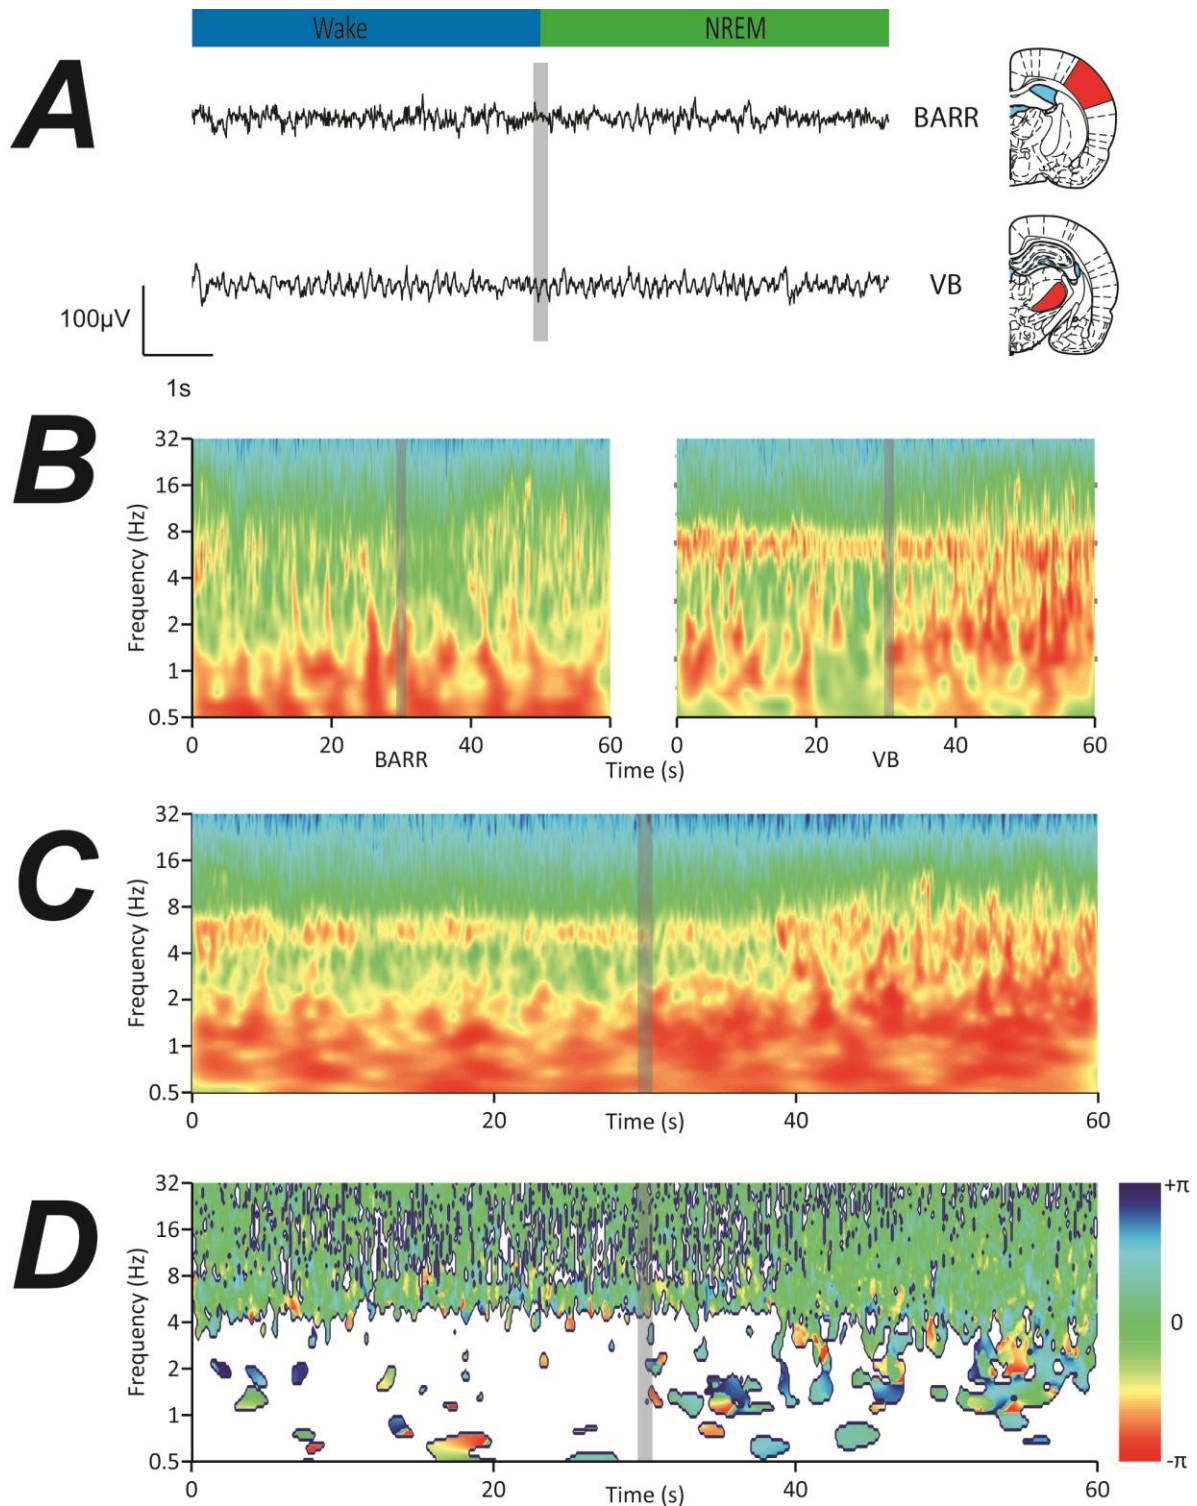 Wake NREM
A
BARR
VB
100µV
1s
B
Frequency (Hz)
32
16
8
4
2
1
0.5
0 20 40 60 0 20 40 60
BARR Time (s) VB
C
Frequency (Hz)
32
16
8
4
2
1
0.5
0 20 40 60
Time (s)
D
Frequency (Hz)
32
16
8
4
2
1
0.5
0 20 40 60
Time (s)
+π
0
-π